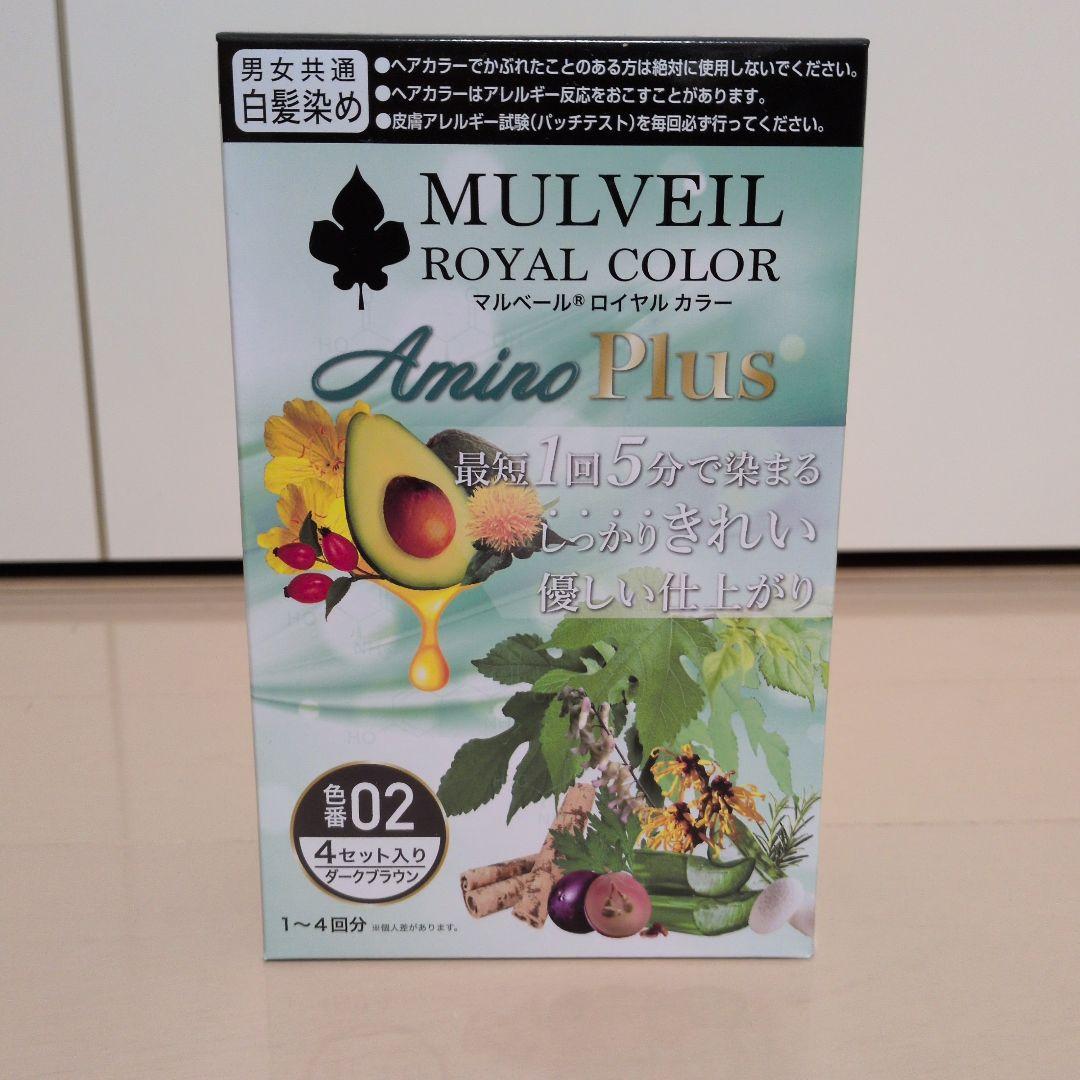 男女共通
白髪染め
●ヘアカラーでかぶれたことのある方は絶対に使用しないでください。
●ヘアカラーはアレルギー反応をおこすことがあります。
●皮膚アレルギー試験(パッチテスト)を毎回必ず行ってください。
MULVEIL
ROYAL COLOR
マルベール® ロイヤル カラー
Amino Plus
最短1回5分で染まる
しっかりきれい
優しい仕上がり
色番02
4セット入り
ダークブラウン
1～4回分 ※個人差があります。